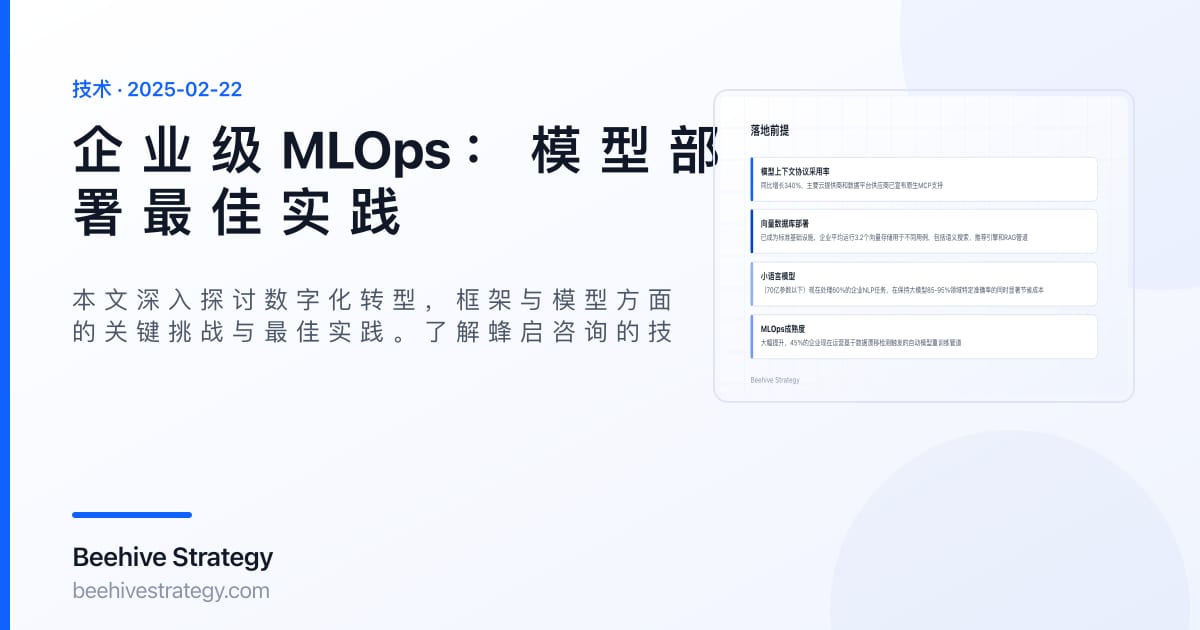 技术 · 2025-02-22
企业级 MLOps： 模型部
署最佳实践
本文深入探讨数字化转型，框架与模型方面
的关键挑战与最佳实践。了解蜂启咨询的技
落地前提
模型上下文协议采用率
同比增长340%，主要云提供商和数据平台供应商已宣布原生MCP支持
向量数据库部署
已成为标准基础设施，企业平均运行3.2个向量存储用于不同用例，包括语义搜索、推荐引擎和RAG管道
小语言模型
（70亿参数以下）现在处理60%的企业NLP任务，在保持大模型85-95%领域特定准确率的同时显著节省成本
MLOps成熟度
大幅提升，45%的企业现在运营基于数据漂移检测触发的自动模型重训练管道
Beehive Strategy
Beehive Strategy
beehivestrategy.com